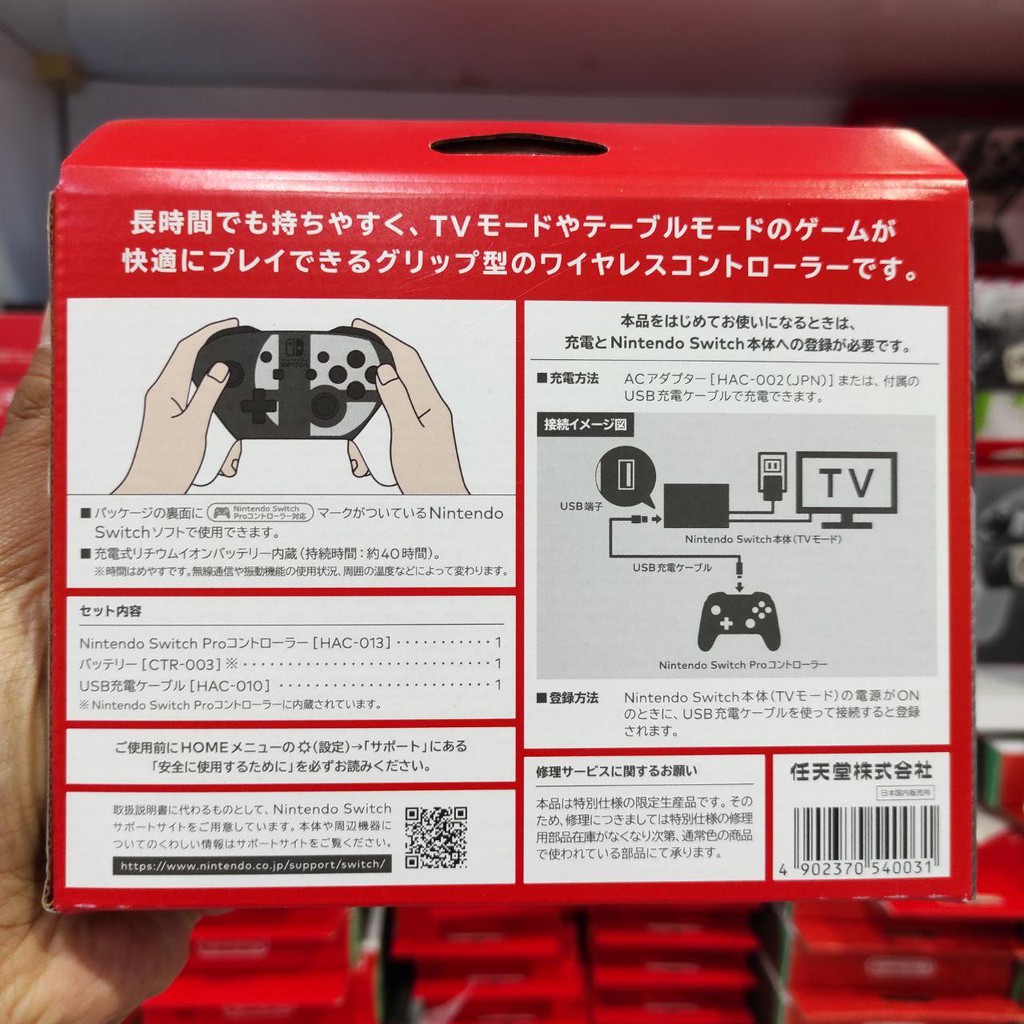 長時間でも持ちやすく、TVモードやテーブルモードのゲームが
快適にプレイできるグリップ型のワイヤレスコントローラーです。
■パッケージの裏面に Nintendo Switch Proコントローラー対応 マークがついているNintendo
Switchソフトで使用できます。
■充電式リチウムイオンバッテリー内蔵(持続時間：約40時間)。
※時間はめやすです。無線通信や振動機能の使用状況、周囲の温度などによって変わります。
セット内容
Nintendo Switch Proコントローラー[HAC-013]・・・・・・・・・・・1
バッテリー[CTR-003]※・・・・・・・・・・・・・・・・・・・・・・・・1
USB充電ケーブル[HAC-010]・・・・・・・・・・・・・・・・・・・・・1
※Nintendo Switch Proコントローラーに内蔵されています。
ご使用前にHOMEメニューの(設定)→「サポート」にある
「安全に使用するために」を必ずお読みください。
取扱説明書に代わるものとして、Nintendo Switch
サポートサイトをご用意しています。本体や周辺機器に
ついてのくわしい情報はサポートサイトをご覧ください。
https://www.nintendo.co.jp/support/switch/
本品をはじめてお使いになるときは、
充電とNintendo Switch本体への登録が必要です。
■充電方法 ACアダプター[HAC-002(JPN)]または、付属の
USB充電ケーブルで充電できます。
接続イメージ図
TV
USB端子
Nintendo Switch本体(TVモード)
USB充電ケーブル
Nintendo Switch Proコントローラー
■登録方法 Nintendo Switch本体(TVモード)の電源がON
のときに、USB充電ケーブルを使って接続すると登録
されます。
修理サービスに関するお願い
本品は特別仕様の限定生産品です。その
ため、修理につきましては特別仕様の修理
用部品在庫がなくなり次第、通常色の商品
で使われている部品にて承ります。
任天堂株式会社
日本国内販売用
4 902370 540031